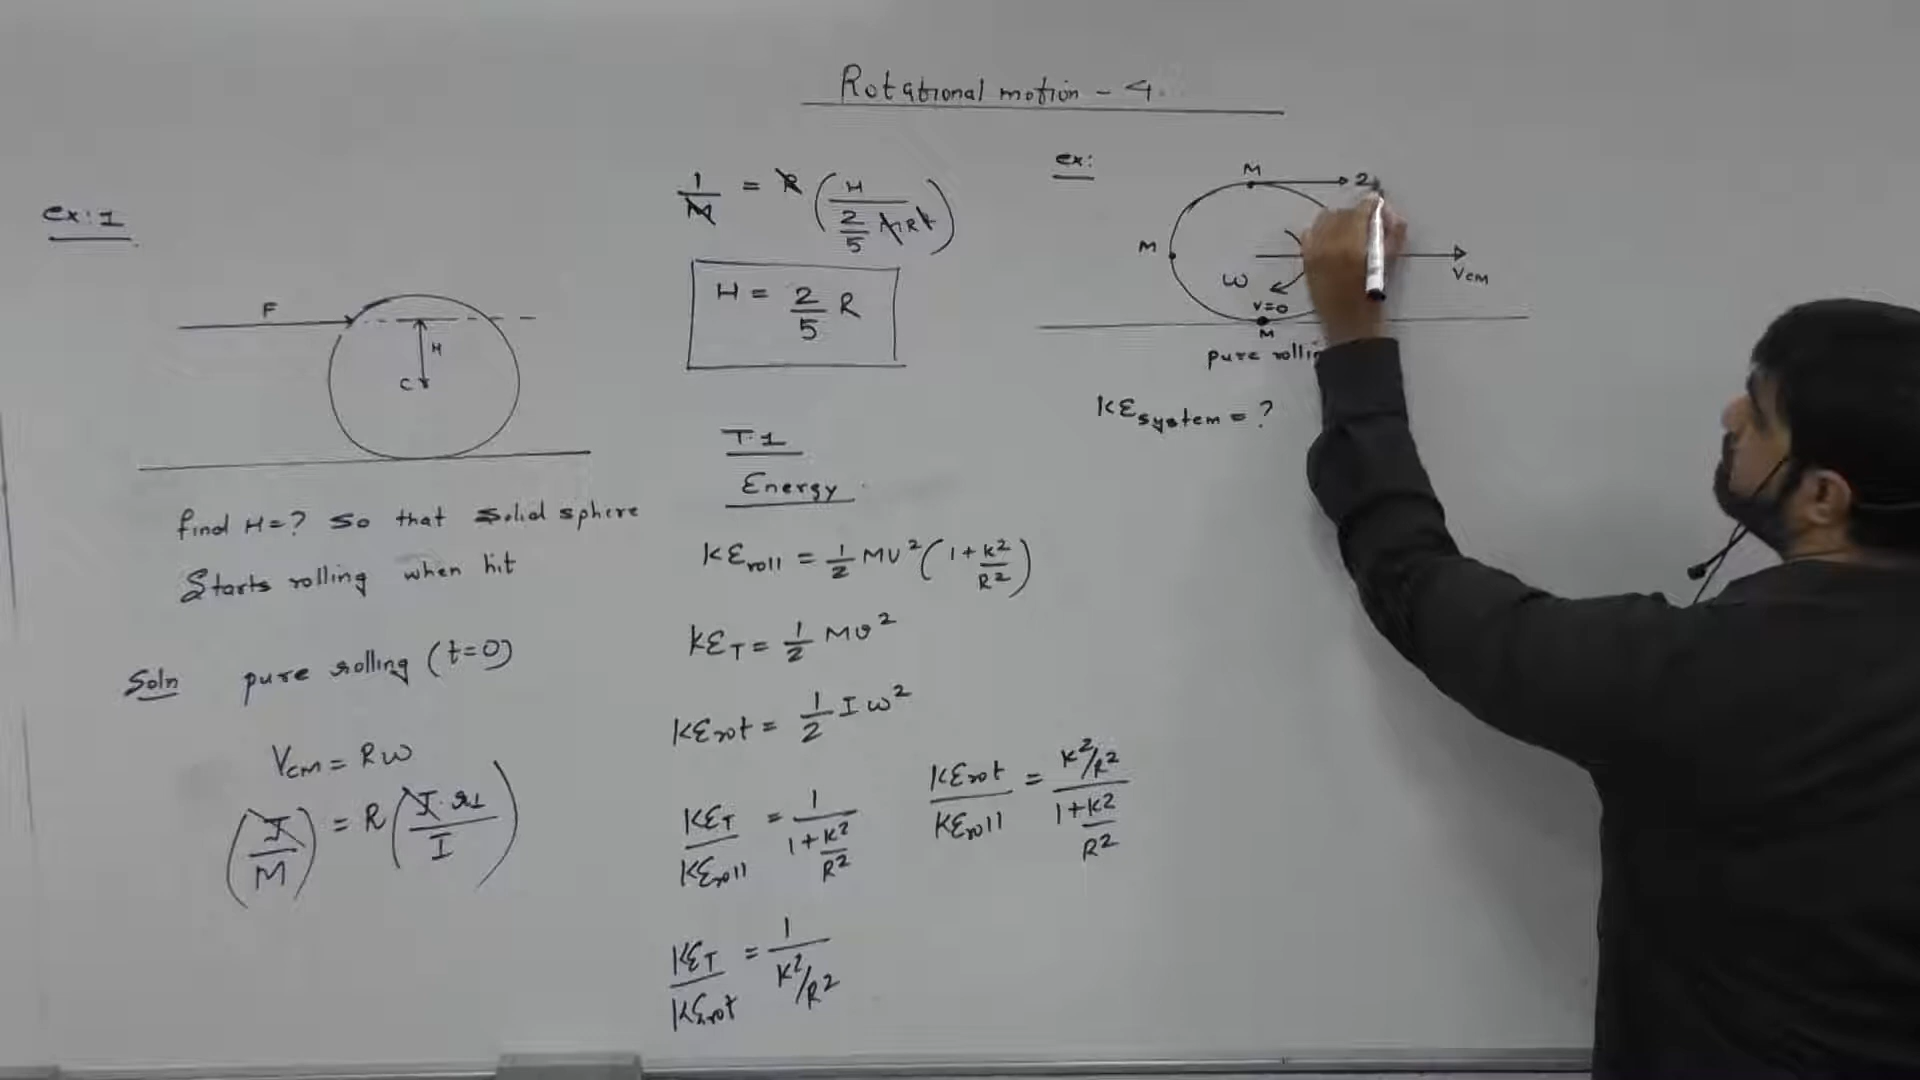 Rotational motion - 4
ex: 1
F
H
C
find H = ? so that solid sphere
Starts rolling when hit
Soln pure rolling (t=0)
Vcm = Rω
(J/M) = R (J·r⊥/I)
1/M = R (H / 2/5 MR²)
H = 2/5 R
T.1
Energy
KEroll = 1/2 MV² (1 + K²/R²)
KET = 1/2 MV²
KErot = 1/2 I ω²
KET/KEroll = 1/(1 + K²/R²)
KErot/KEroll = (K²/R²)/(1 + K²/R²)
KET/KErot = 1/(K²/R²)
ex:
M
2
M
ω
Vcm
V=0
M
pure
KEsystem = ?